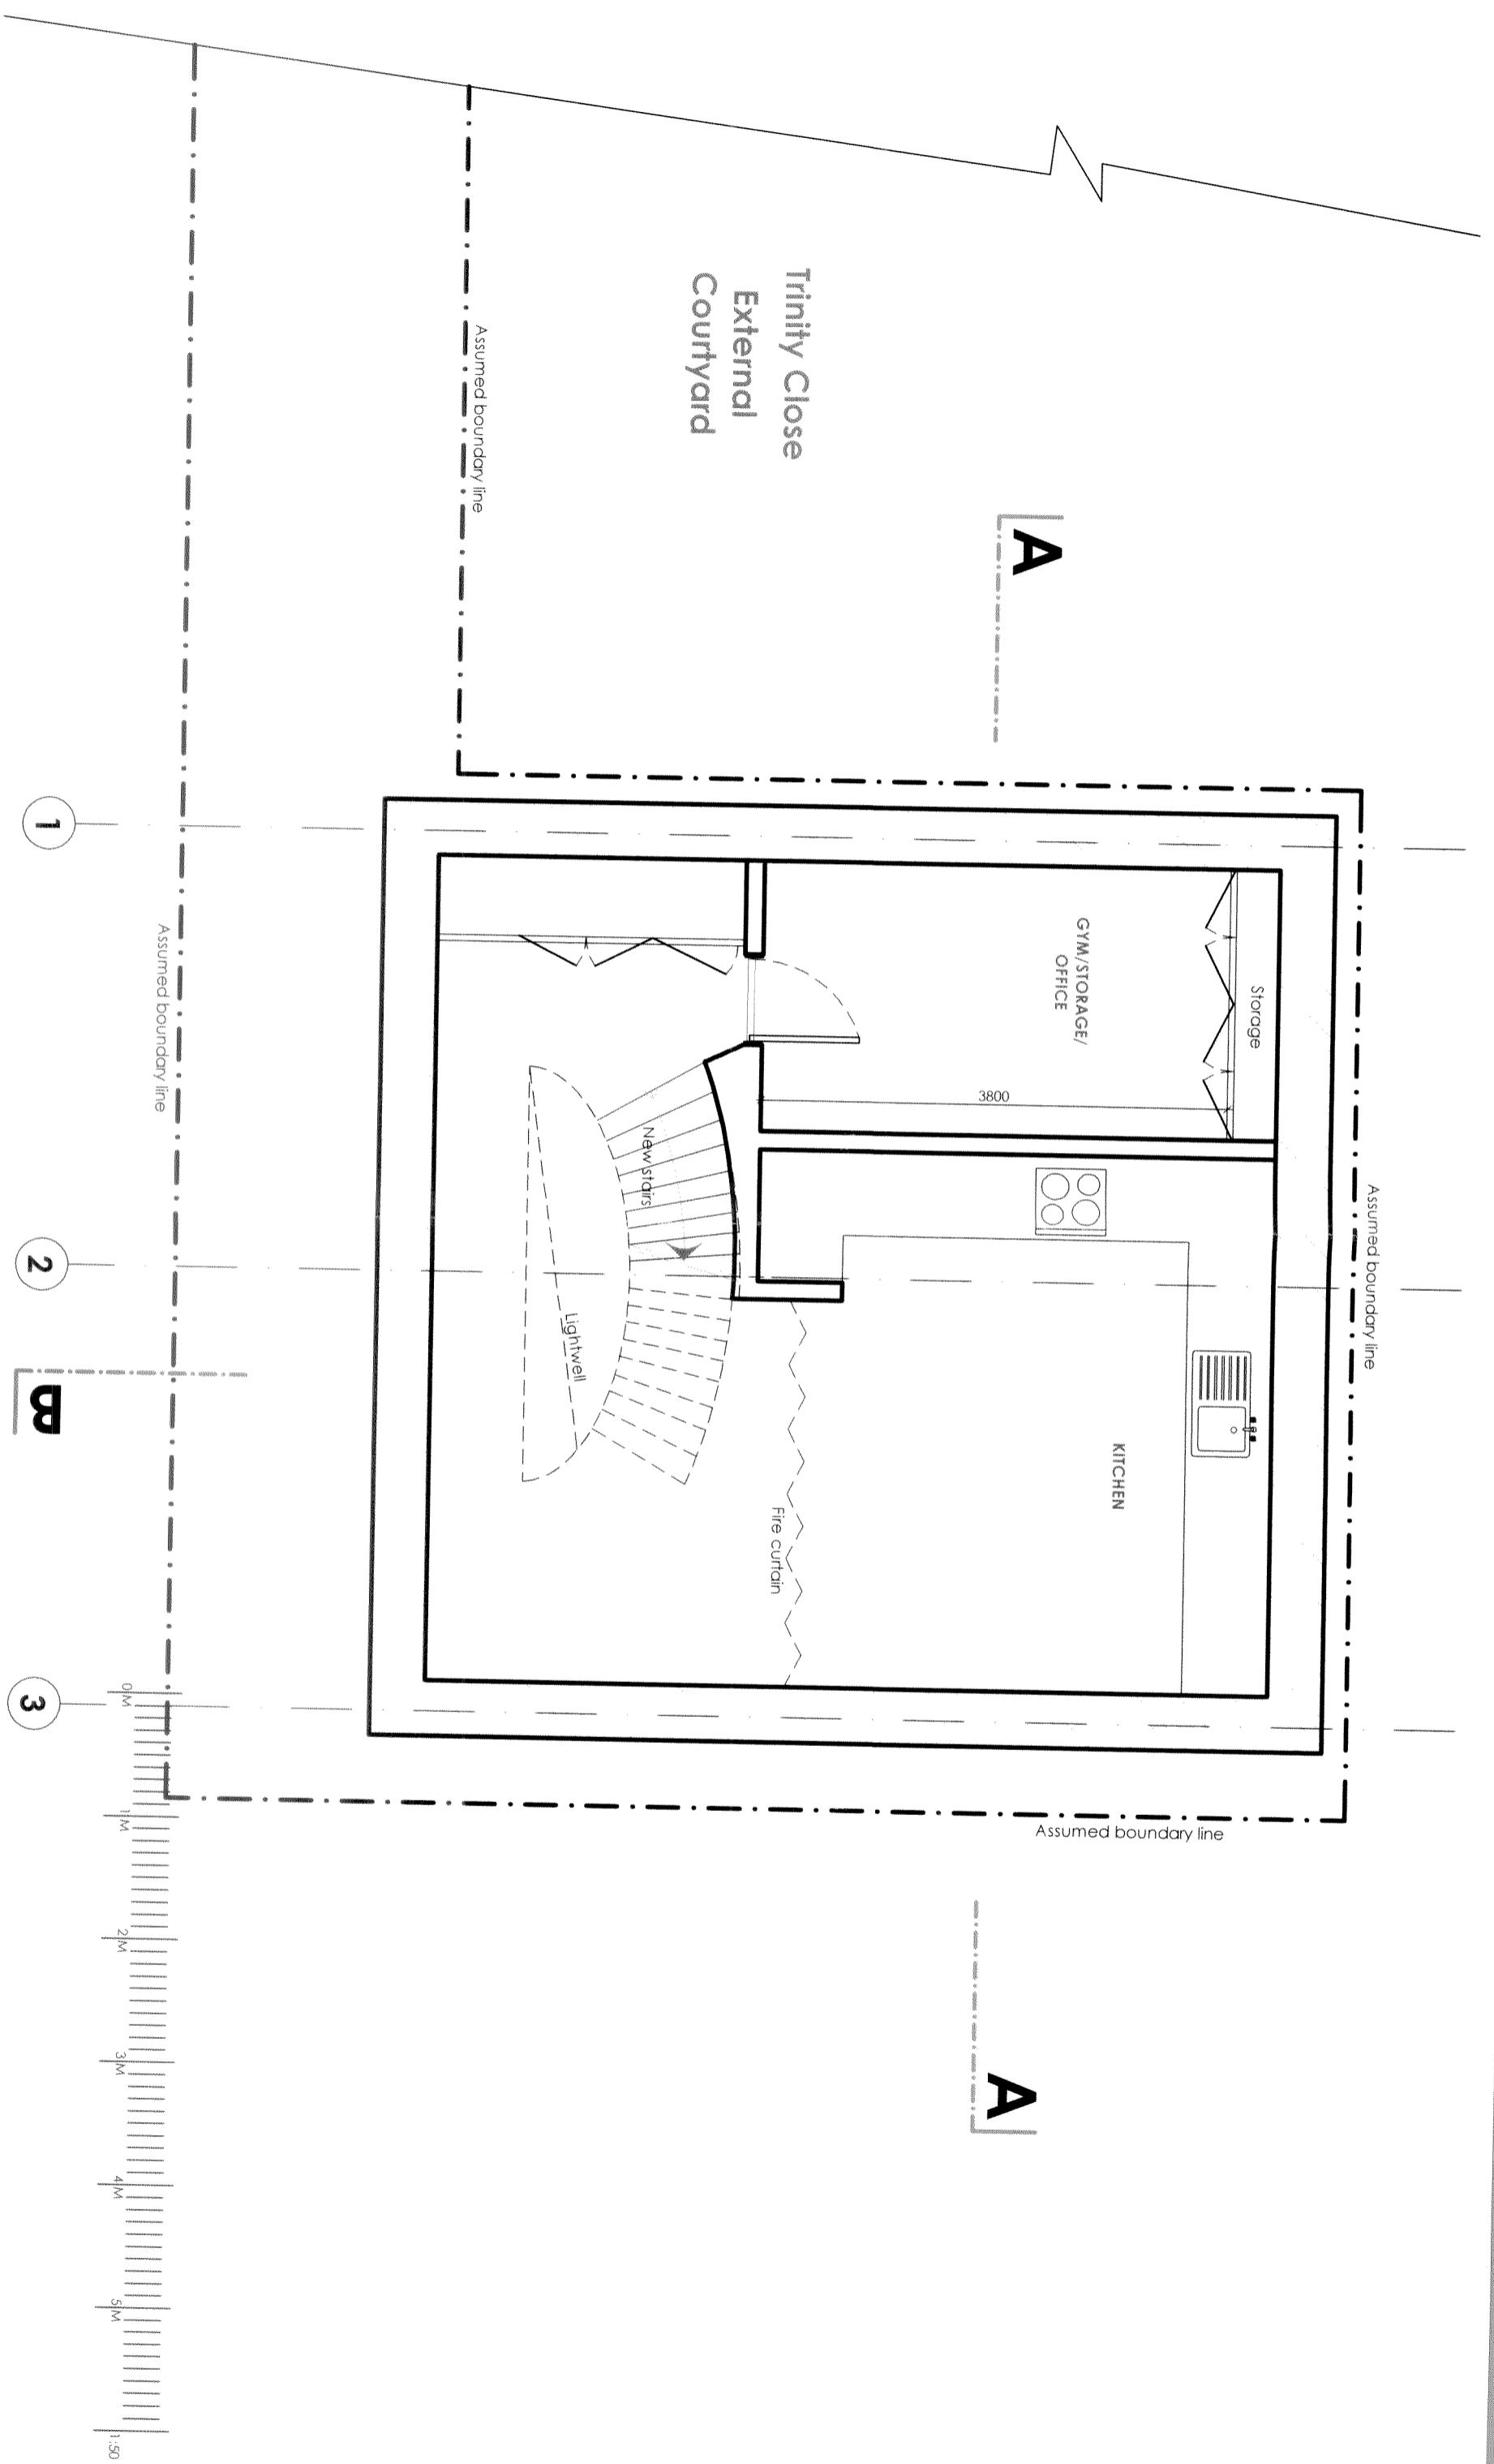 Trinity Close
External
Courtyard
Assumed boundary line
A
Assumed boundary line
GYM/STORAGE/
OFFICE
Storage
3800
New stairs
Lightwell
Fire curtain
KITCHEN
Assumed boundary line
Assumed boundary line
A
B
1
2
3
0M
1M
2M
3M
4M
5M
1:50